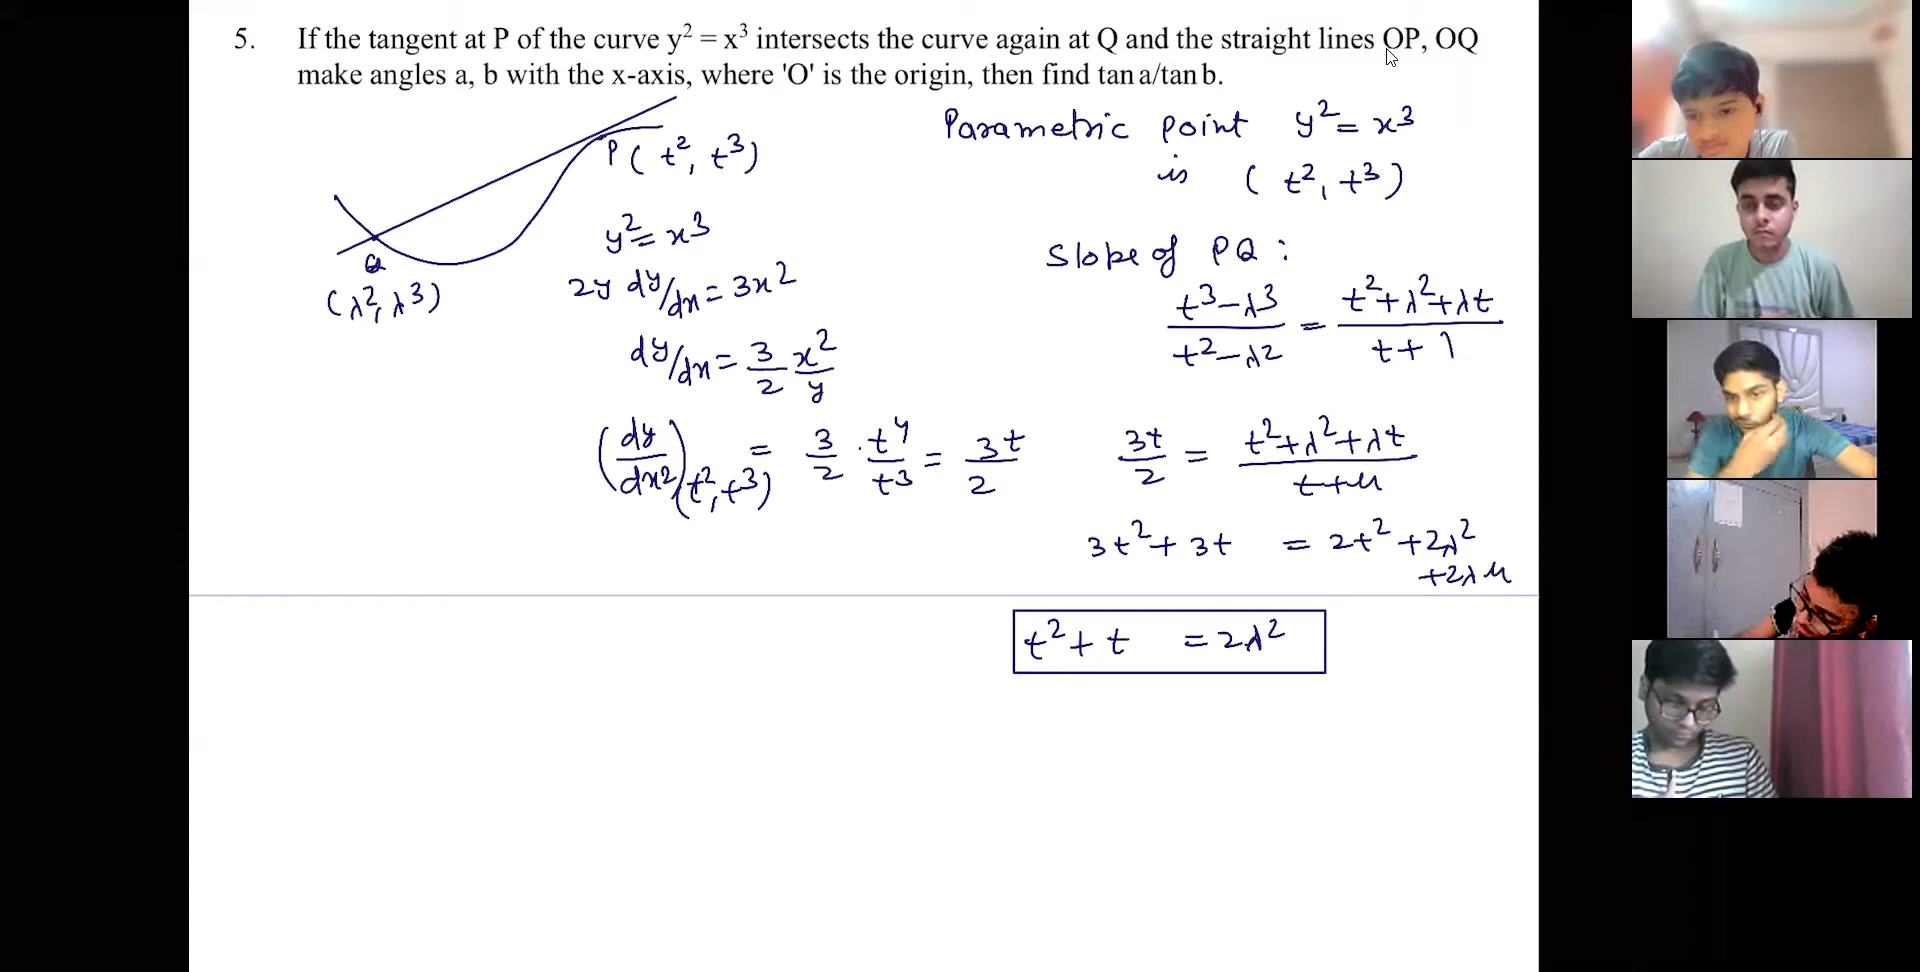 5. If the tangent at P of the curve y² = x³ intersects the curve again at Q and the straight lines OP, OQ
make angles a, b with the x-axis, where 'O' is the origin, then find tan a/tan b.
P( t², t³)
Q
(λ², λ³)
y² = x³
2y dy/dx = 3x²
dy/dx = 3/2 x²/y
(dy/dx²)(t², t³) = 3/2 · t⁴/t³ = 3t/2
Parametric point y² = x³
is ( t², t³)
Slope of PQ :
t³-λ³/t²-λ² = t²+λ²+λt/t+λ
3t/2 = t²+λ²+λt/t+u
3t² + 3t = 2t² + 2λ²
+2λu
t² + t = 2λ²